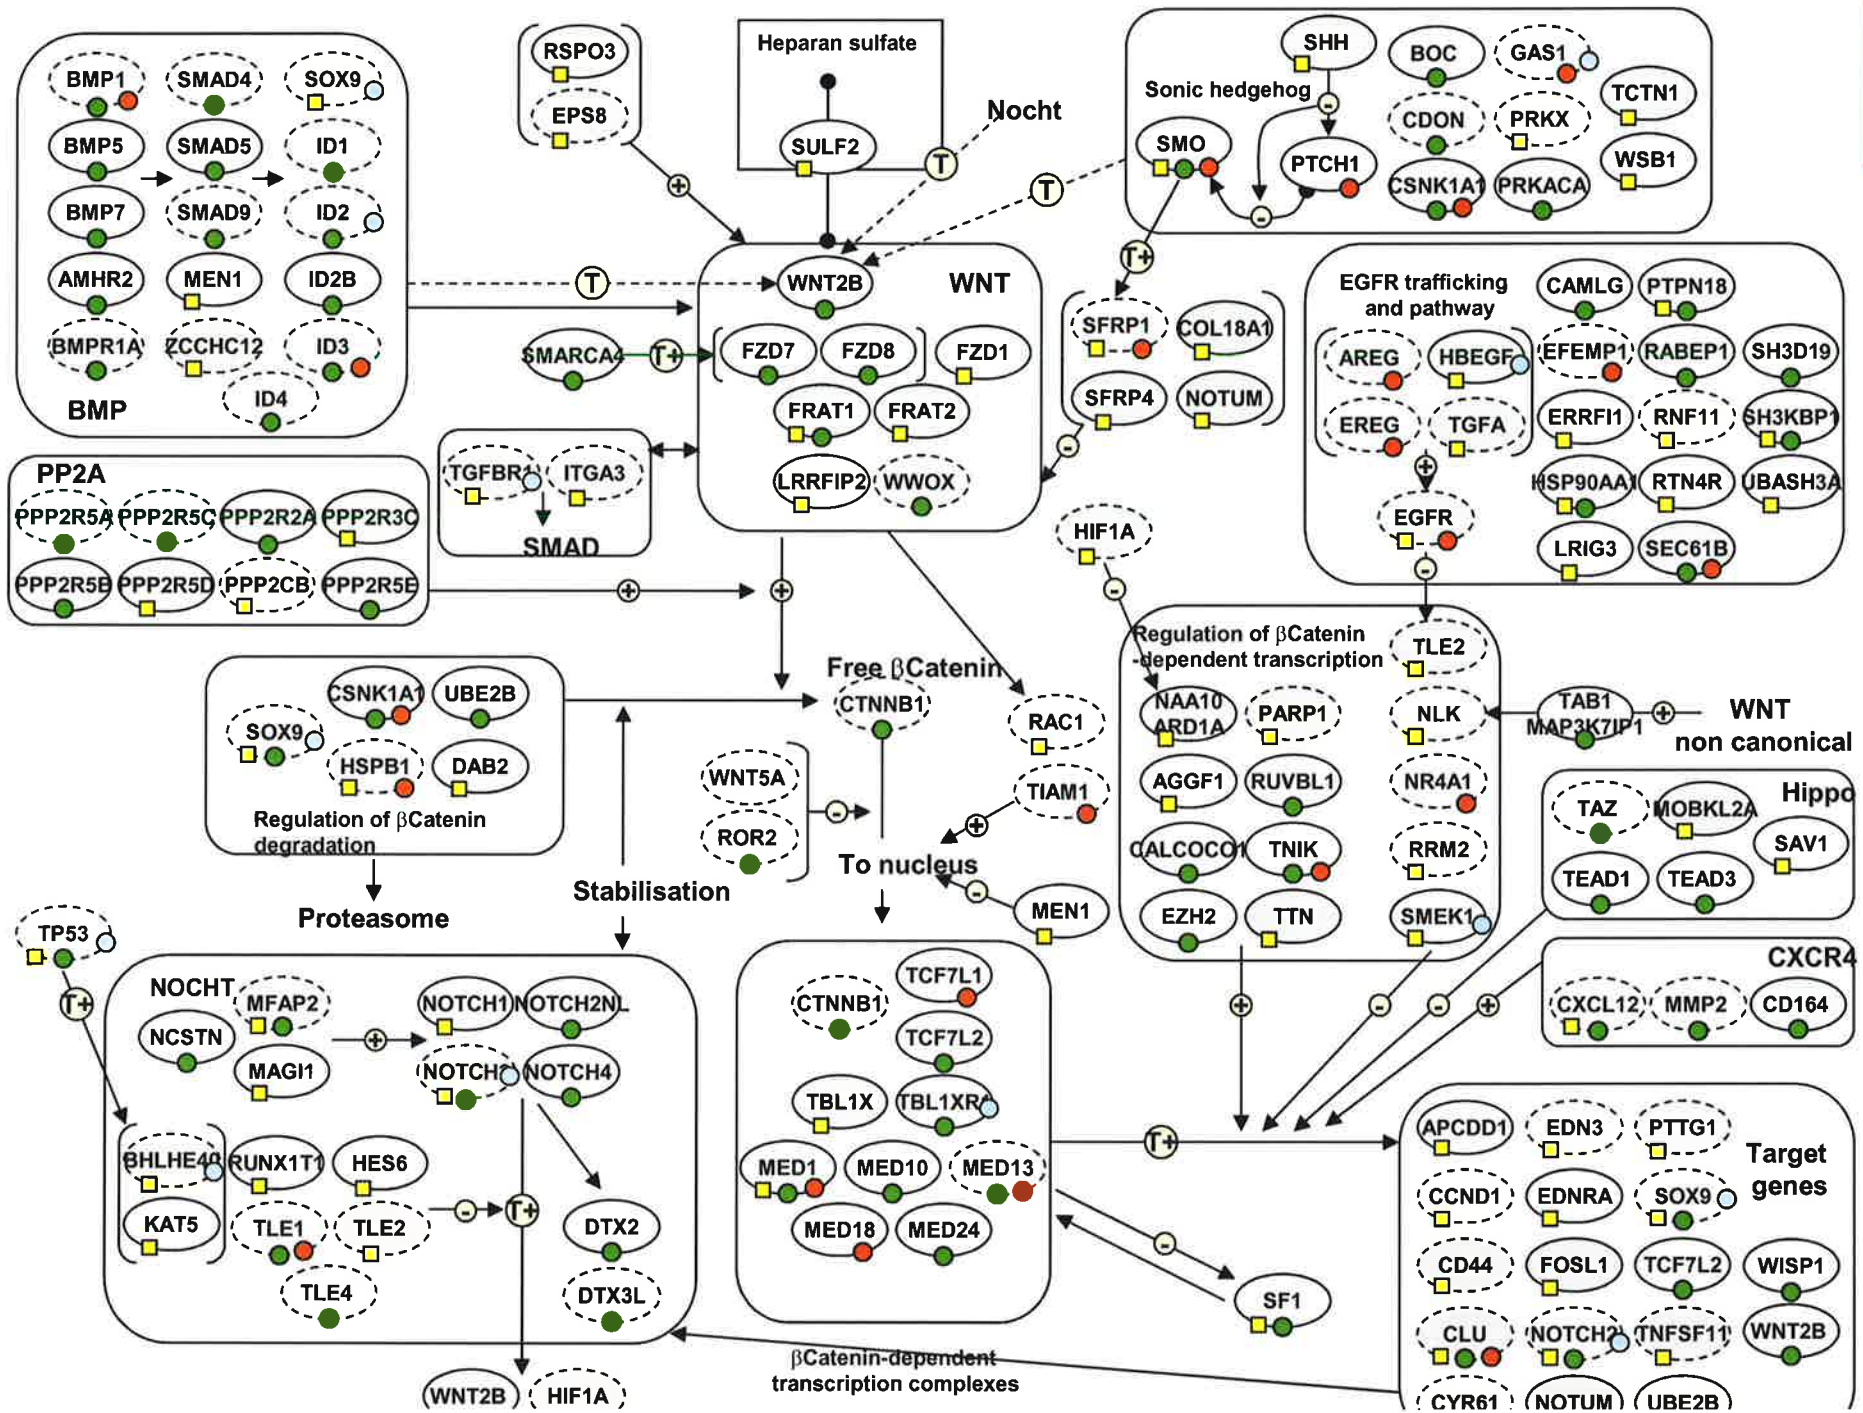 BMP1
SMAD4
SOX9
BMP5
SMAD5
ID1
BMP7
SMAD9
ID2
AMHR2
MEN1
ID2B
BMPR1A
ZCCHC12
ID3
ID4
BMP
RSPO3
EPS8
+
Heparan sulfate
SULF2
Nocht
T
T
T
SHH
BOC
GAS1
Sonic hedgehog
-
TCTN1
CDON
PRKX
SMO
PTCH1
WSB1
CSNK1A1
PRKACA
-
T+
WNT2B
WNT
SMARCA4
T+
FZD7
FZD8
FZD1
FRAT1
FRAT2
LRRFIP2
WWOX
SFRP1
COL18A1
SFRP4
NOTUM
-
EGFR trafficking
and pathway
CAMLG
PTPN18
AREG
HBEGF
EFEMP1
RABEP1
SH3D19
EREG
TGFA
ERRFI1
RNF11
SH3KBP1
+
HSP90AA1
RTN4R
UBASH3A
EGFR
LRIG3
SEC61B
-
TGFBR1
ITGA3
SMAD
PP2A
PPP2R5A
PPP2R5C
PPP2R2A
PPP2R3C
PPP2R5B
PPP2R5D
PPP2CB
PPP2R5E
+
+
HIF1A
-
Regulation of βCatenin
-dependent transcription
TLE2
NAA10
ARD1A
PARP1
NLK
AGGF1
RUVBL1
NR4A1
CALCOCO1
TNIK
RRM2
EZH2
TTN
SMEK1
TAB1
MAP3K7IP1
+
WNT
non canonical
CSNK1A1
UBE2B
SOX9
HSPB1
DAB2
Regulation of βCatenin
degradation
Proteasome
Stabilisation
Free βCatenin
CTNNB1
WNT5A
ROR2
-
To nucleus
RAC1
TIAM1
+
-
MEN1
Hippo
TAZ
MOBKL2A
SAV1
TEAD1
TEAD3
CXCR4
CXCL12
MMP2
CD164
+
-
-
+
TP53
T+
NOCHT
MFAP2
NOTCH1
NOTCH2NL
NCSTN
+
MAGI1
NOTCH4
BHLHE40
RUNX1T1
HES6
KAT5
TLE1
TLE2
-
T+
DTX2
TLE4
DTX3L
WNT2B
HIF1A
TCF7L1
CTNNB1
TCF7L2
TBL1X
TBL1XR1
MED1
MED10
MED13
MED18
MED24
T+
-
SF1
βCatenin-dependent
transcription complexes
Target
genes
APCDD1
EDN3
PTTG1
CCND1
EDNRA
SOX9
CD44
FOSL1
TCF7L2
WISP1
CLU
NOTCH2
TNFSF11
WNT2B
CYR61
NOTUM
UBE2B